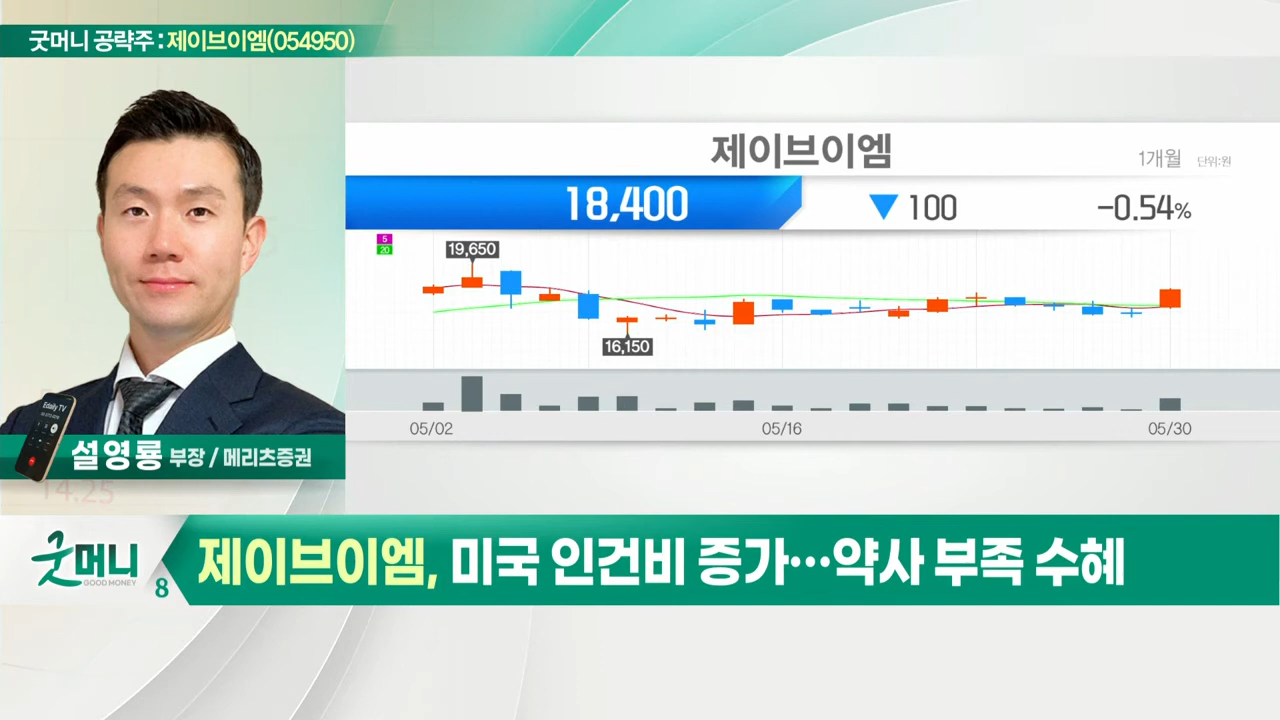 굿머니 공략주 : 제이브이엠(054950)
제이브이엠
1개월 단위:원
18,400 ▼ 100 -0.54%
5
20
19,650
16,150
05/02 05/16 05/30
Edaily TV
설영룡 부장 / 메리츠증권
14.25
굿머니
GOOD MONEY
8
제이브이엠, 미국 인건비 증가…약사 부족 수혜